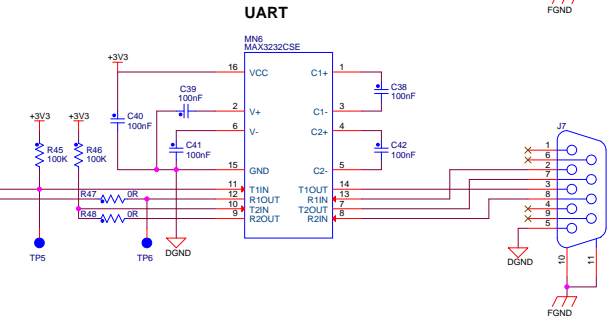 FGND
UART
MN6
MAX3232CSE
+3V3
16 VCC C1+ 1
C39
100nF
C38
100nF
2 V+ C1- 3
+3V3 +3V3
C40
100nF
6 V- C2+ 4
J7
R45
100K
R46
100K
C41
100nF
C42
100nF
1
6
2
7
3
8
4
9
5
15 GND C2- 5
11 T1IN T1OUT 14
R47 0R 12 R1OUT R1IN 13
10 T2IN T2OUT 7
R48 0R 9 R2OUT R2IN 8
TP5 TP6 DGND
DGND
10 11
FGND